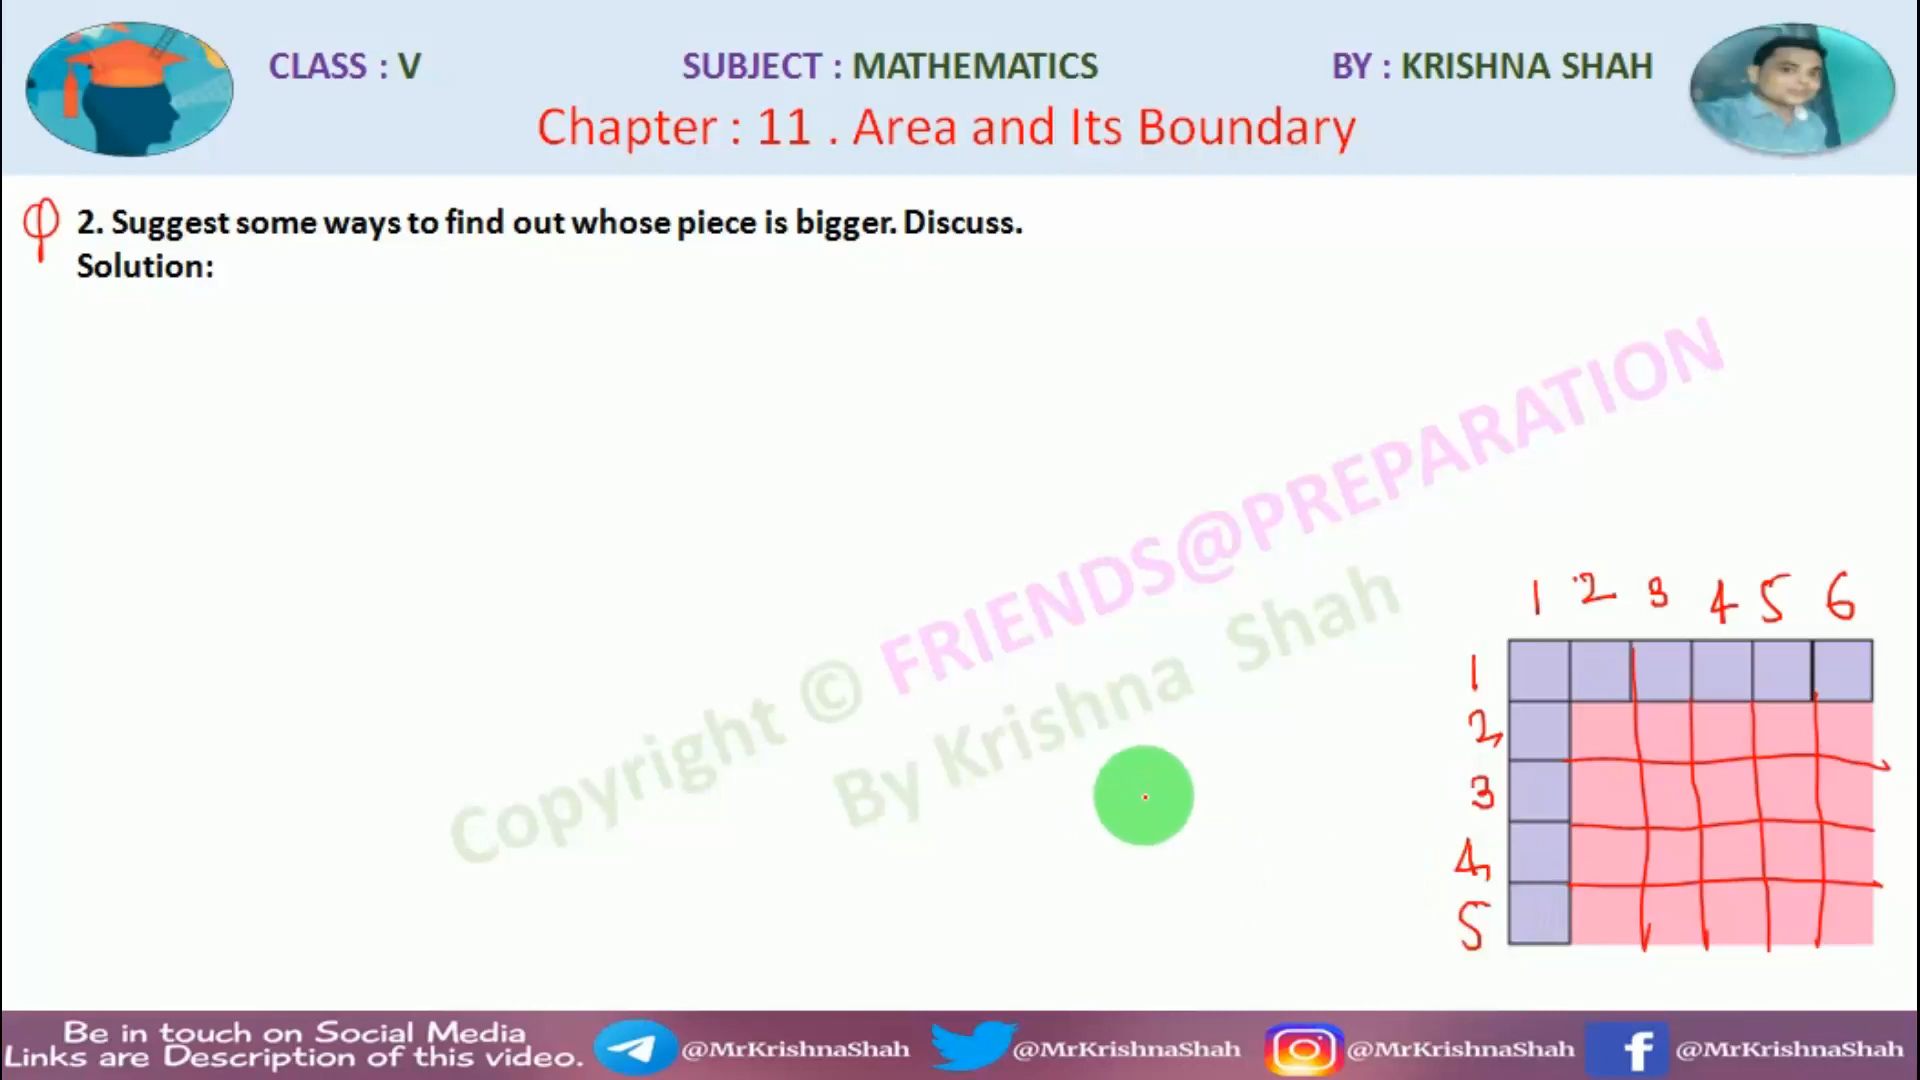 CLASS : V
SUBJECT : MATHEMATICS
BY : KRISHNA SHAH
Chapter : 11 . Area and Its Boundary
2. Suggest some ways to find out whose piece is bigger. Discuss.
Solution:
Copyright © FRIENDS@PREPARATION
By Krishna Shah
1 2 3 4 5 6
1
2
3
4
5
Be in touch on Social Media
Links are Description of this video.
@MrKrishnaShah
@MrKrishnaShah
@MrKrishnaShah
@MrKrishnaShah